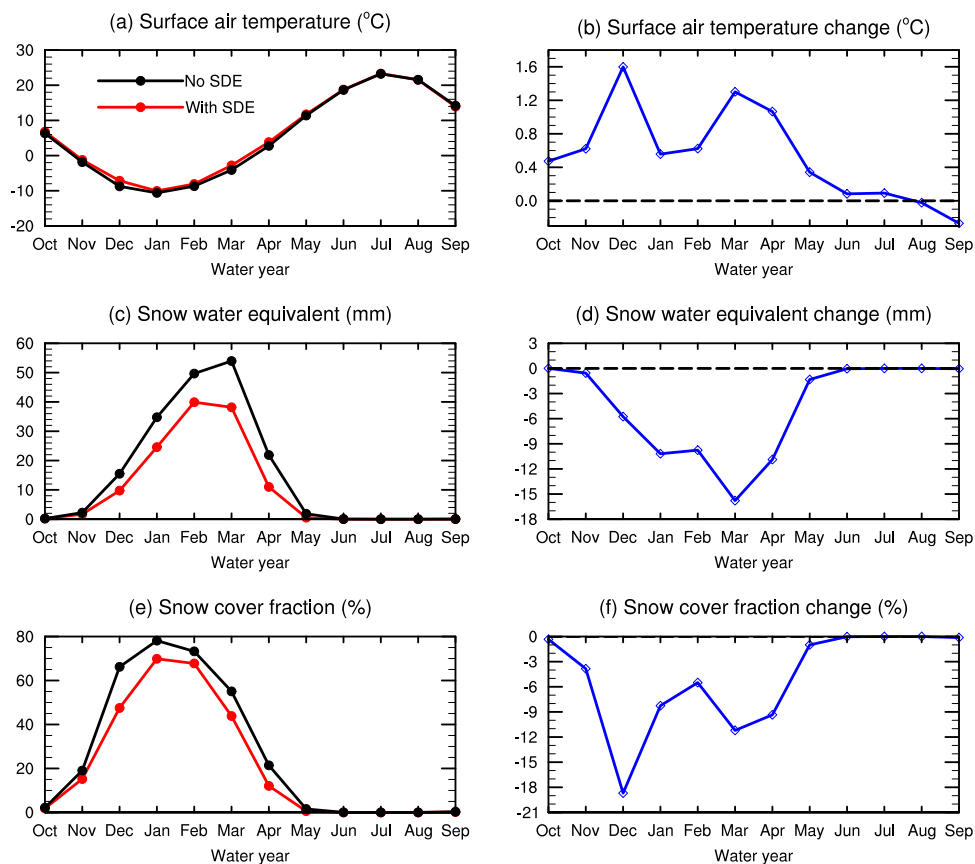 (a) Surface air temperature (°C)
30
20
10
0
-10
-20
No SDE
With SDE
Oct Nov Dec Jan Feb Mar Apr May Jun Jul Aug Sep
Water year
(b) Surface air temperature change (°C)
1.6
1.2
0.8
0.4
0.0
Oct Nov Dec Jan Feb Mar Apr May Jun Jul Aug Sep
Water year
(c) Snow water equivalent (mm)
60
50
40
30
20
10
0
Oct Nov Dec Jan Feb Mar Apr May Jun Jul Aug Sep
Water year
(d) Snow water equivalent change (mm)
3
0
-3
-6
-9
-12
-15
-18
Oct Nov Dec Jan Feb Mar Apr May Jun Jul Aug Sep
Water year
(e) Snow cover fraction (%)
80
60
40
20
0
Oct Nov Dec Jan Feb Mar Apr May Jun Jul Aug Sep
Water year
(f) Snow cover fraction change (%)
0
-3
-6
-9
-12
-15
-18
-21
Oct Nov Dec Jan Feb Mar Apr May Jun Jul Aug Sep
Water year